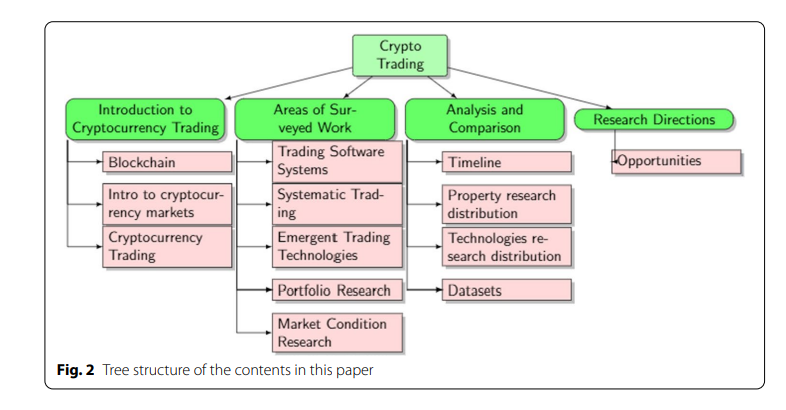 Crypto
Trading
Introduction to
Cryptocurrency Trading
Blockchain
Intro to cryptocur-
rency markets
Cryptocurrency
Trading
Areas of Sur-
veyed Work
Trading Software
Systems
Systematic Trad-
ing
Emergent Trading
Technologies
Portfolio Research
Market Condition
Research
Analysis and
Comparison
Timeline
Property research
distribution
Technologies re-
search distribution
Datasets
Research Directions
Opportunities
Fig. 2 Tree structure of the contents in this paper